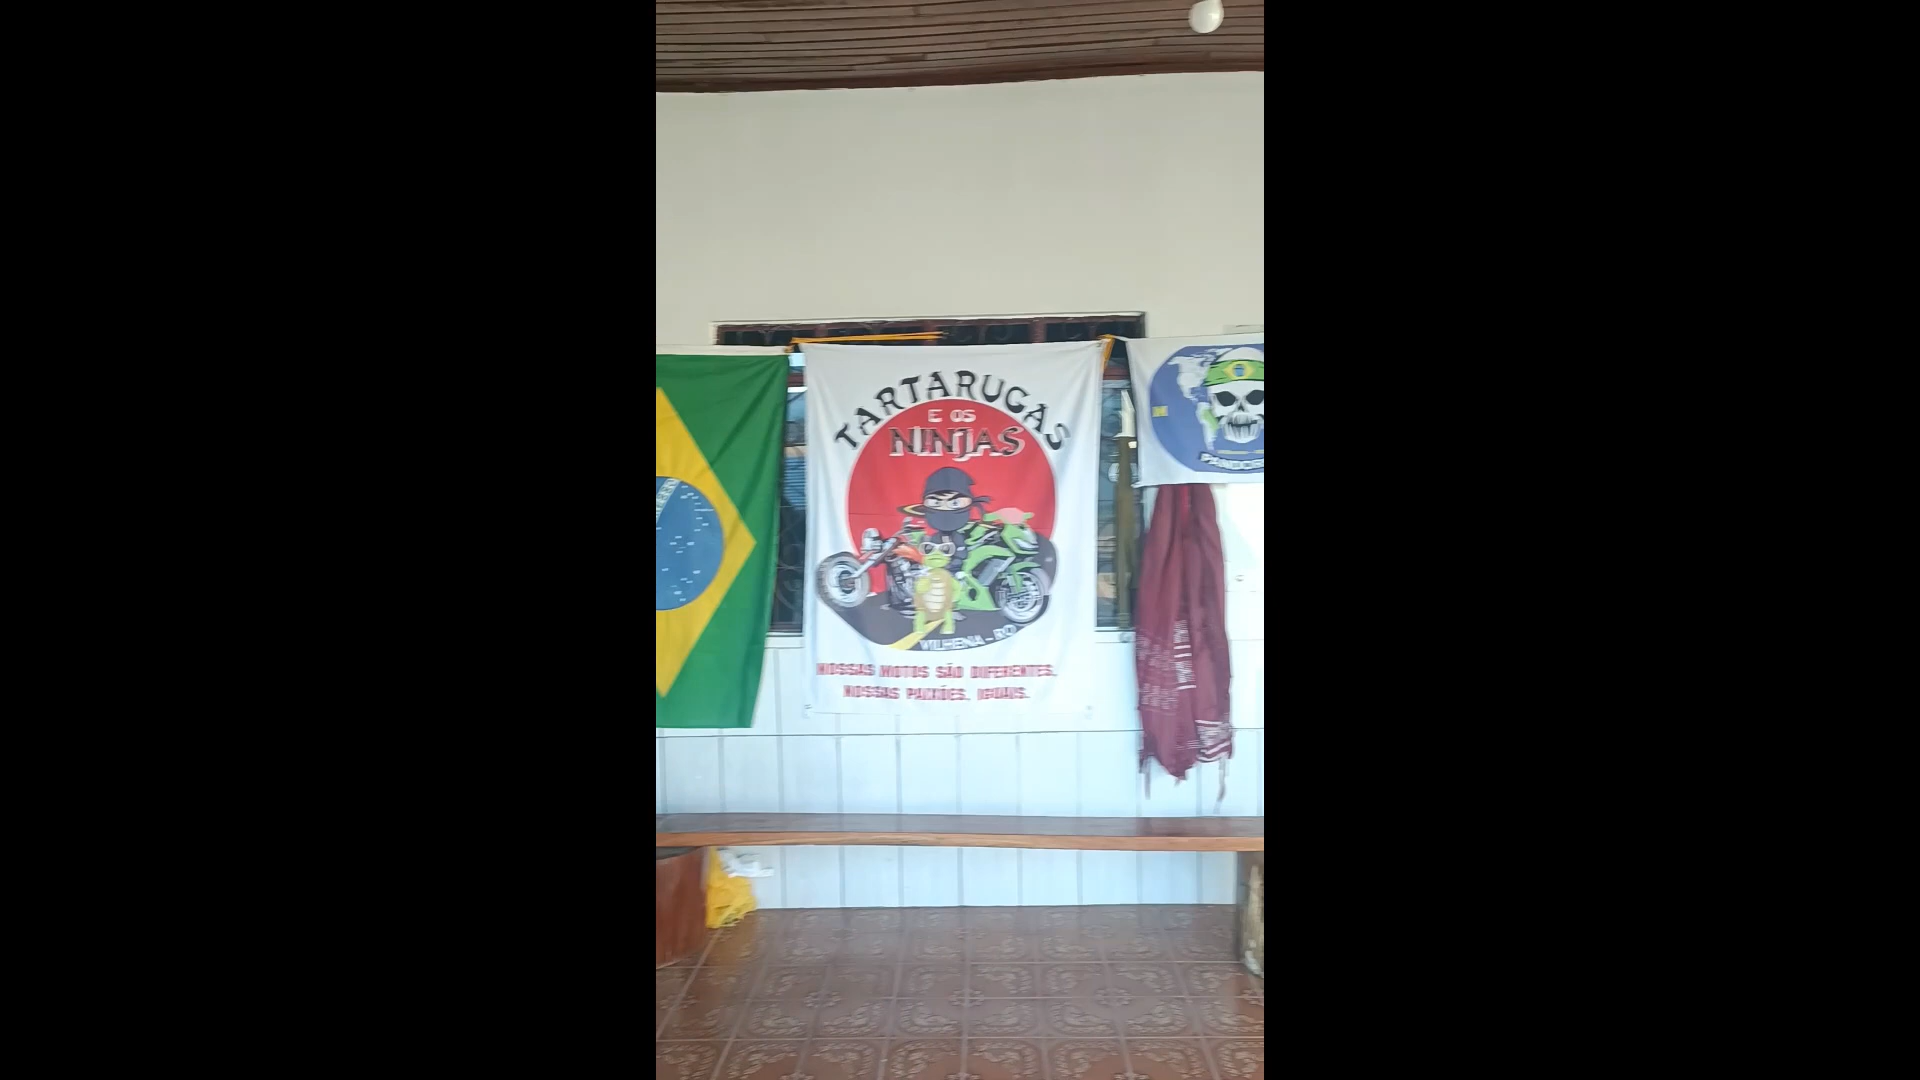 TARTARUGAS
E OS
NINJAS
VILHENA - RO
NOSSAS MOTOS SÃO DIFERENTES.
NOSSAS PAIXÕES, IGUAIS.